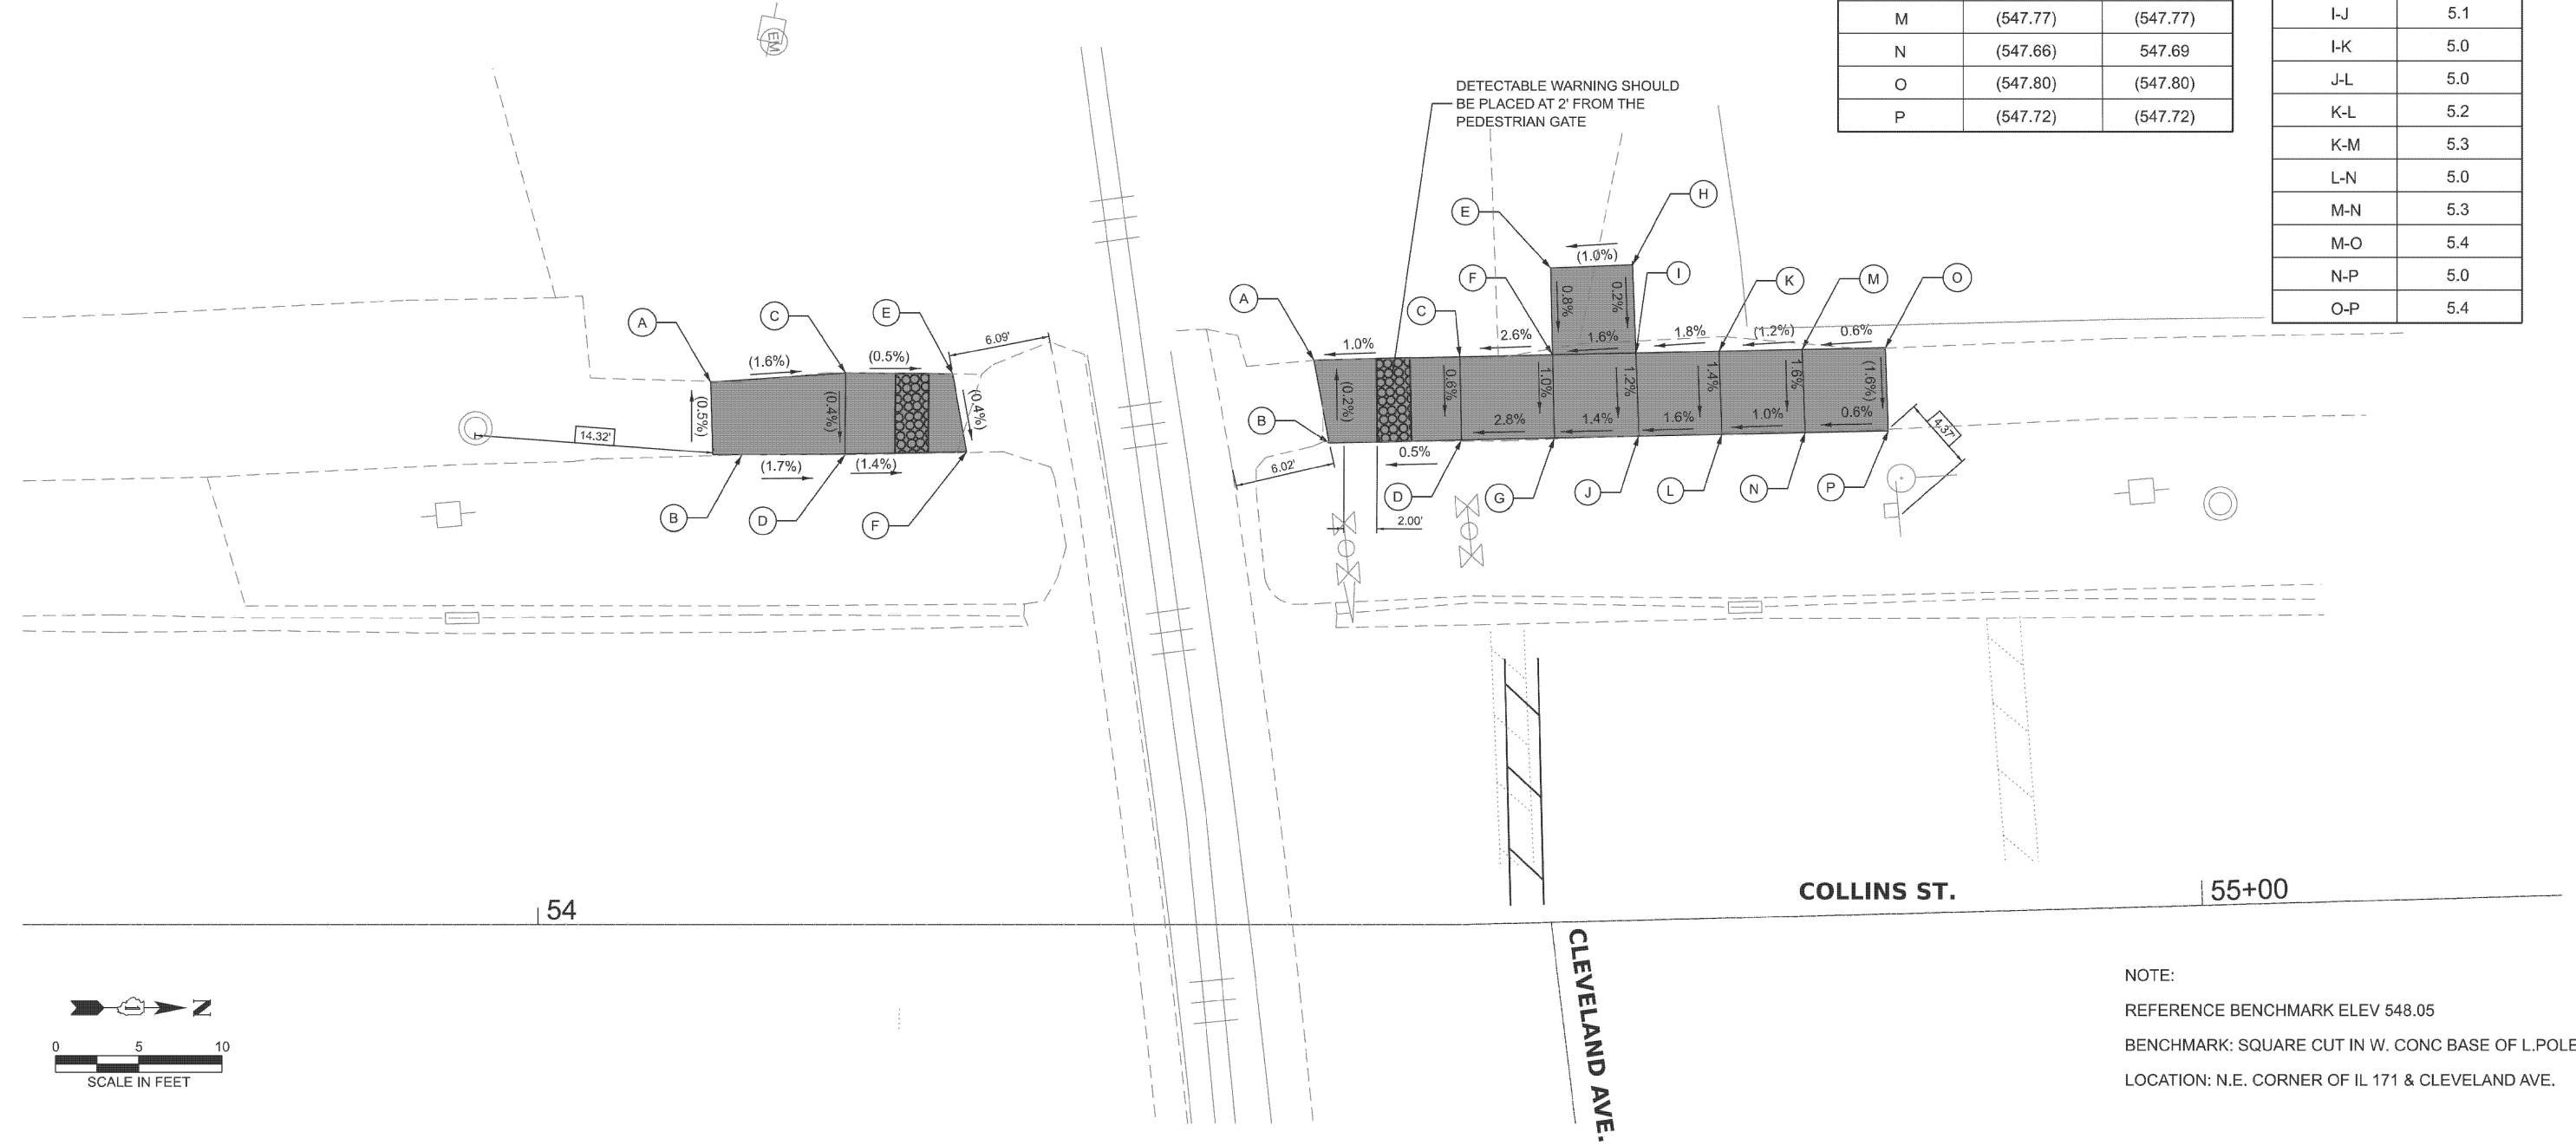 M (547.77) (547.77)
N (547.66) 547.69
O (547.80) (547.80)
P (547.72) (547.72)
I-J 5.1
I-K 5.0
J-L 5.0
K-L 5.2
K-M 5.3
L-N 5.0
M-N 5.3
M-O 5.4
N-P 5.0
O-P 5.4
EM
DETECTABLE WARNING SHOULD
BE PLACED AT 2' FROM THE
PEDESTRIAN GATE
A
C
E
6.09'
(1.6%)
(0.5%)
(0.5%)
(0.4%)
(0.4%)
14.32'
(1.7%)
(1.4%)
B
D
F
E
H
(1.0%)
F
I
K
M
O
A
C
0.8%
0.2%
1.0%
2.6%
1.6%
1.8%
(1.2%)
0.6%
(0.2%)
0.6%
1.0%
1.2%
1.4%
1.6%
(1.6%)
B
2.8%
1.4%
1.6%
1.0%
0.6%
0.5%
6.02'
4.37'
D
G
J
L
N
P
2.00'
54
COLLINS ST.
55+00
CLEVELAND AVE.
N
0 5 10
SCALE IN FEET
NOTE:
REFERENCE BENCHMARK ELEV 548.05
BENCHMARK: SQUARE CUT IN W. CONC BASE OF L.POLE
LOCATION: N.E. CORNER OF IL 171 & CLEVELAND AVE.